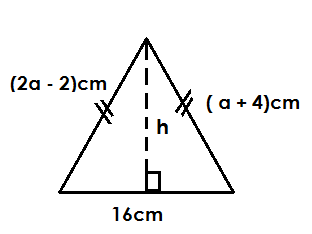 (2a - 2)cm
( a + 4)cm
h
16cm